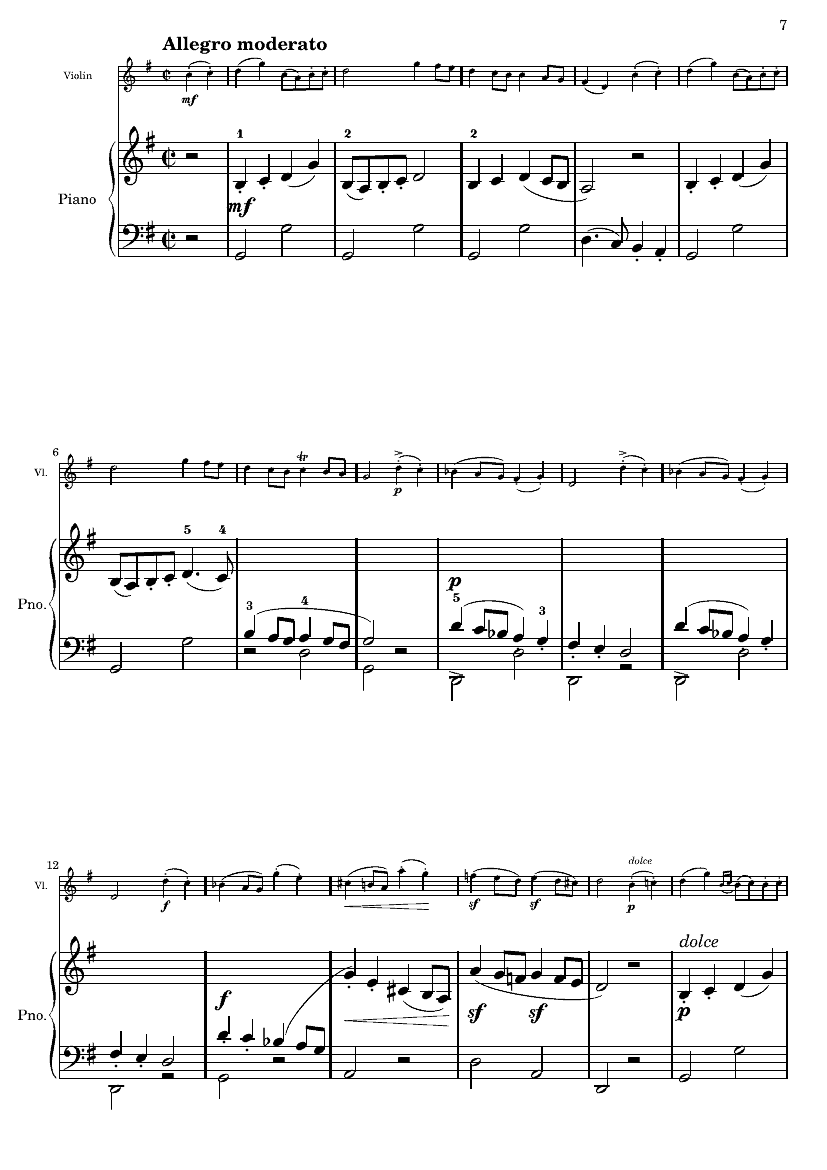 7
Allegro moderato
Violin
mf
1 2 2
Piano
mf
6
Vl.
tr
p
5 4
p
Pno.
3 4 5 3
12
Vl.
dolce
f
sf sf
p
dolce
f
Pno.
sf sf
p